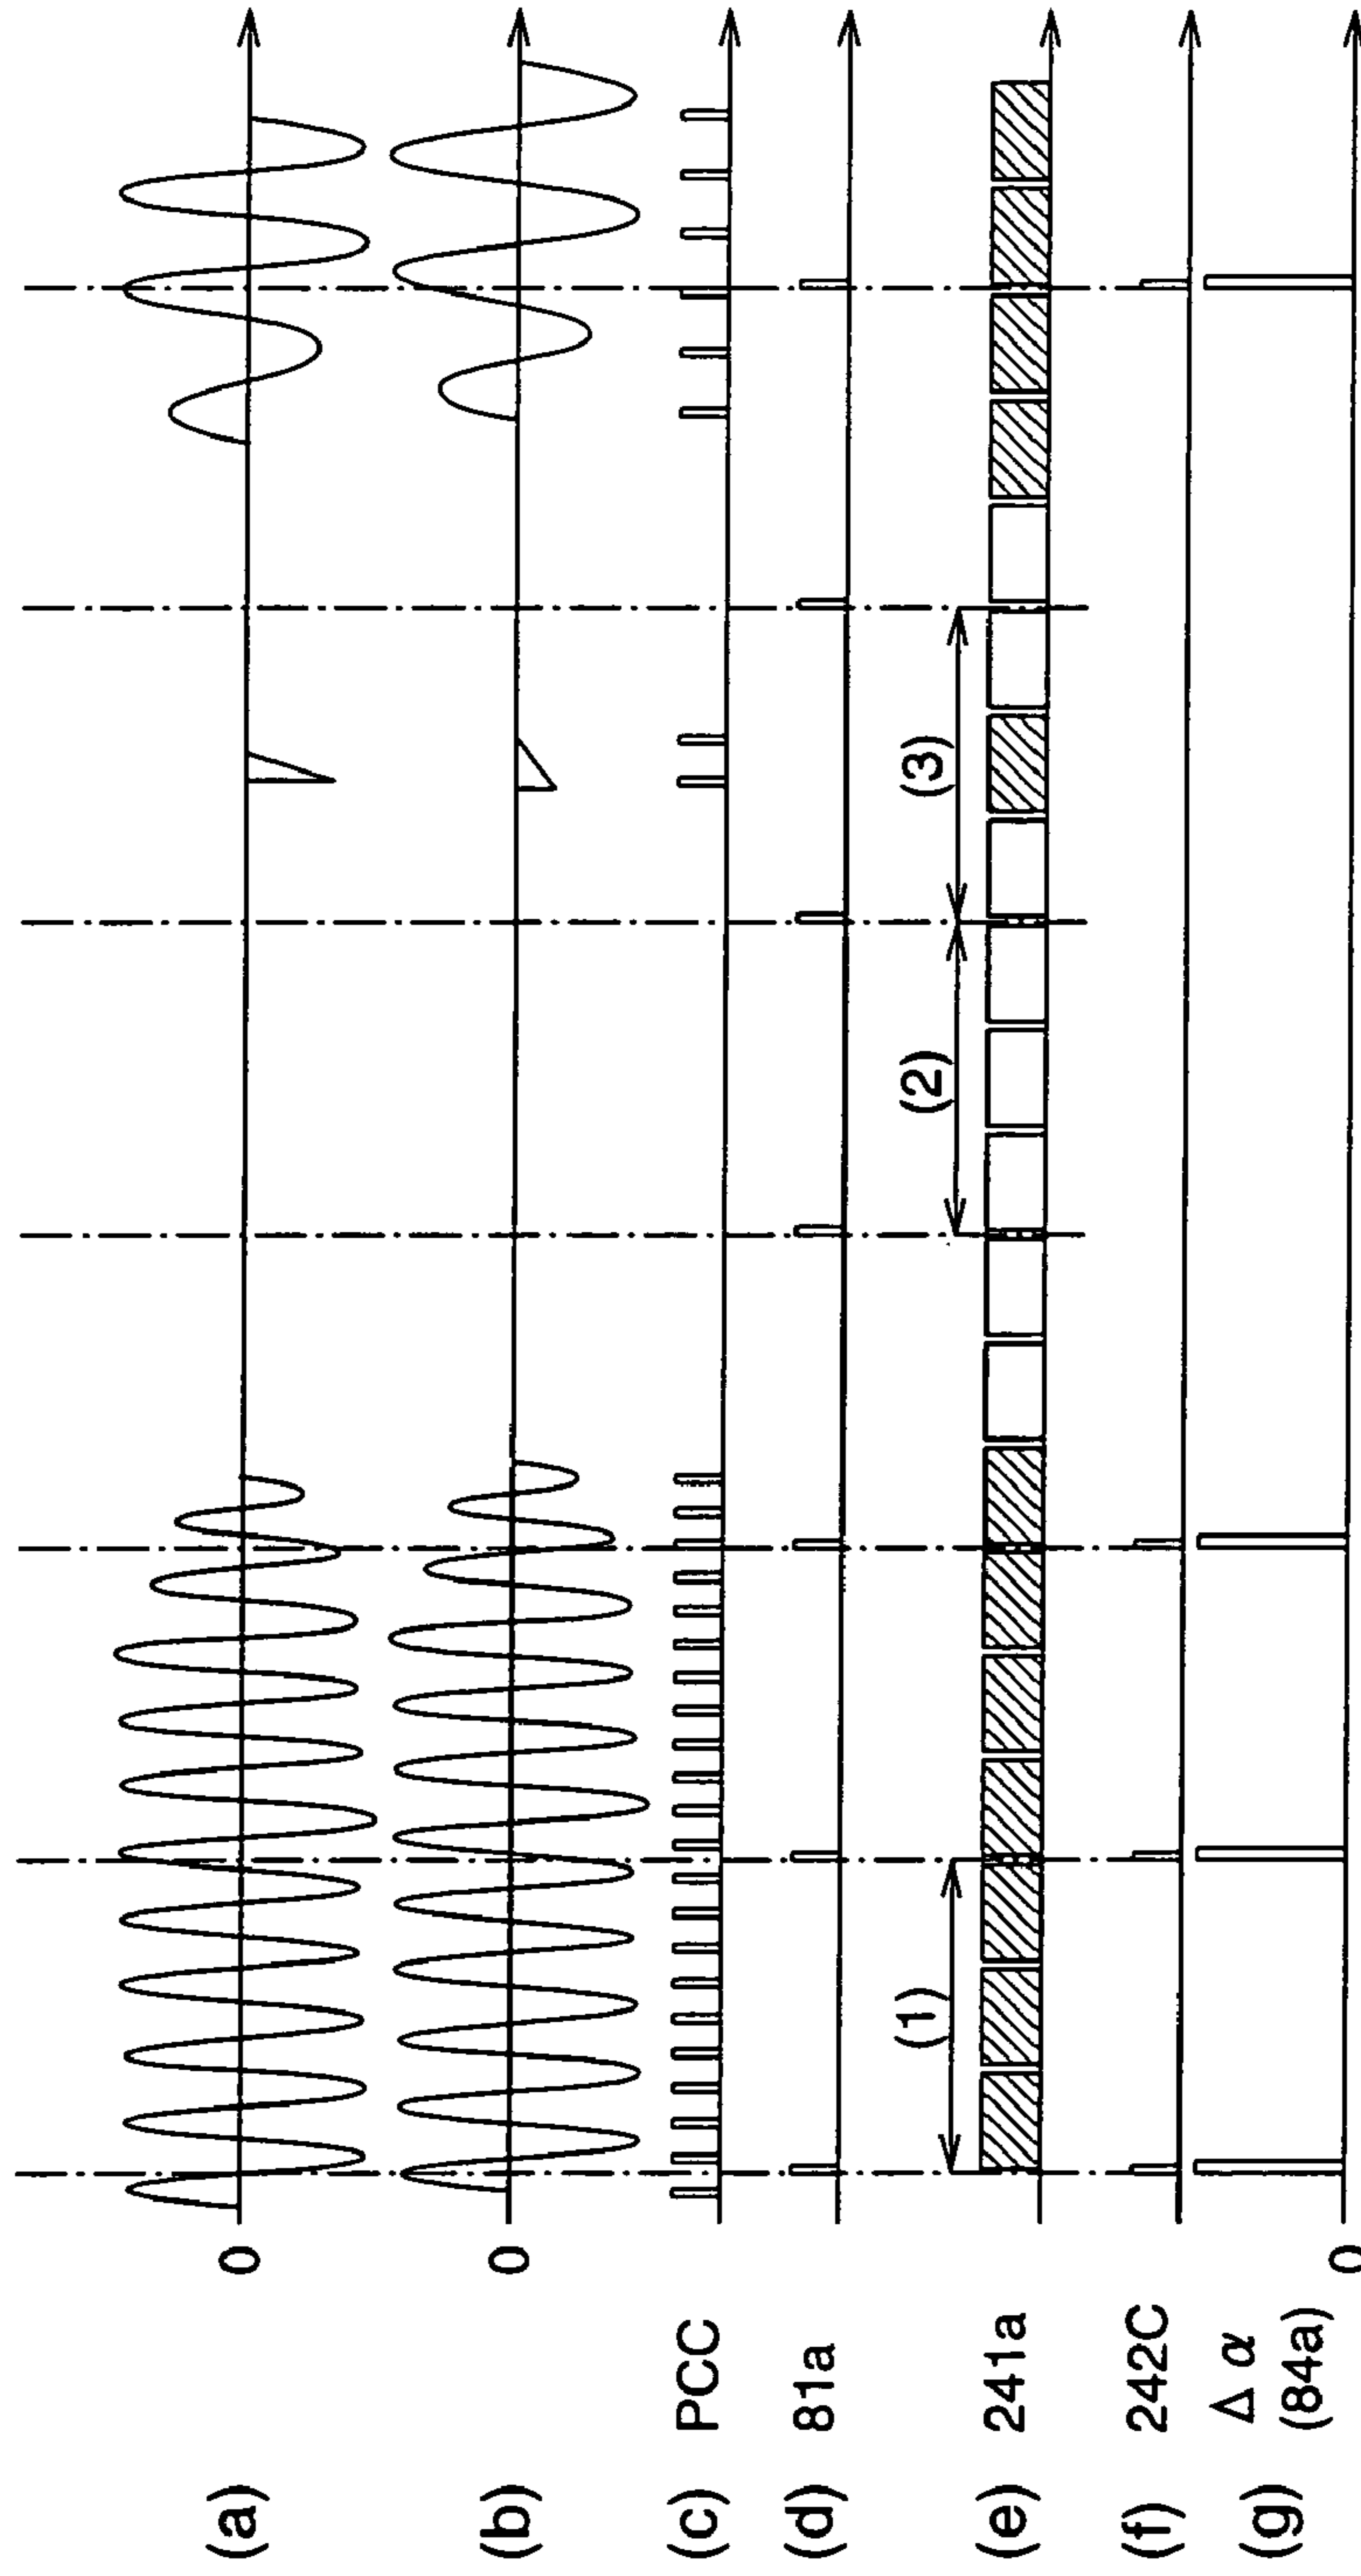 (a) 0
(b) 0
(c) PCC
(d) 81a
(1) (2) (3)
(e) 241a
(f) 242C
(g) Δα
(84a) 0